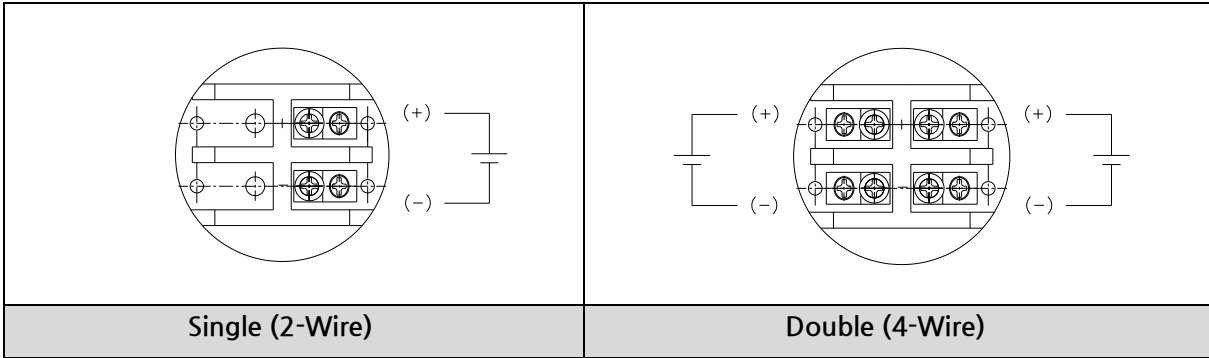 (+) (+) (+)
(-) (-) (-)
Single (2-Wire) Double (4-Wire)